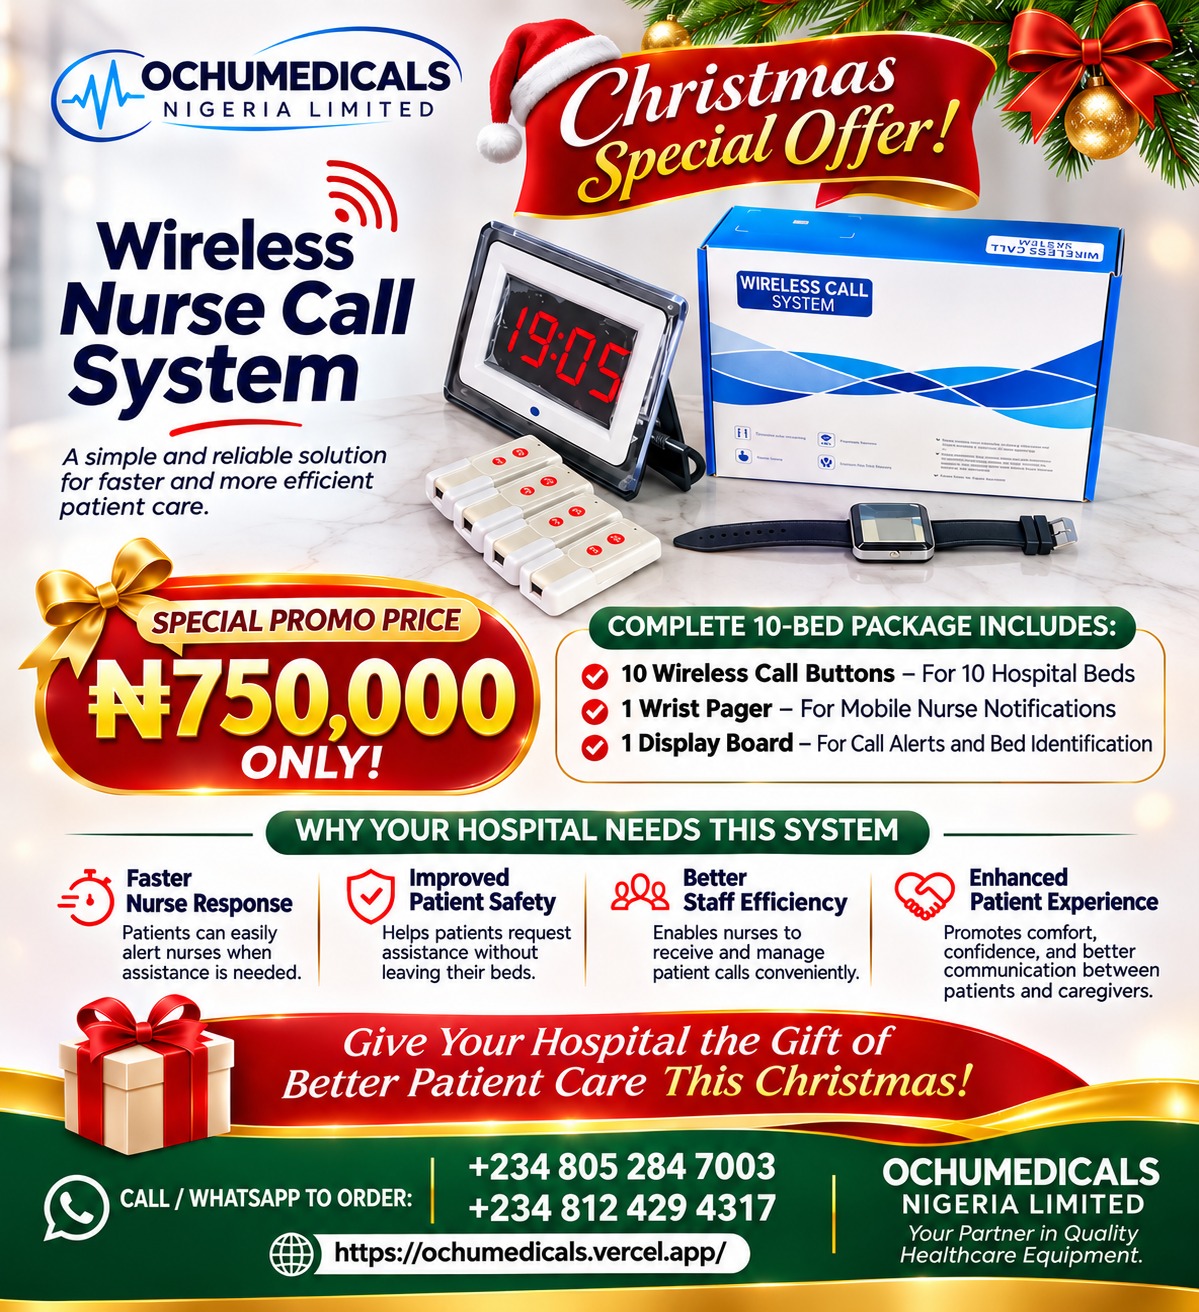 OCHUMEDICALS
NIGERIA LIMITED
Christmas
Special Offer!
Wireless
Nurse Call
System
A simple and reliable solution
for faster and more efficient
patient care.
19:05
WIRELESS CALL
SYSTEM
WIRELESS CALL
SYSTEM
SPECIAL PROMO PRICE
₦750,000
ONLY!
COMPLETE 10-BED PACKAGE INCLUDES:
10 Wireless Call Buttons – For 10 Hospital Beds
1 Wrist Pager – For Mobile Nurse Notifications
1 Display Board – For Call Alerts and Bed Identification
WHY YOUR HOSPITAL NEEDS THIS SYSTEM
Faster
Nurse Response
Patients can easily
alert nurses when
assistance is needed.
Improved
Patient Safety
Helps patients request
assistance without
leaving their beds.
Better
Staff Efficiency
Enables nurses to
receive and manage
patient calls conveniently.
Enhanced
Patient Experience
Promotes comfort,
confidence, and better
communication between
patients and caregivers.
Give Your Hospital the Gift of
Better Patient Care This Christmas!
CALL / WHATSAPP TO ORDER:
+234 805 284 7003
+234 812 429 4317
https://ochumedicals.vercel.app/
OCHUMEDICALS
NIGERIA LIMITED
Your Partner in Quality
Healthcare Equipment.